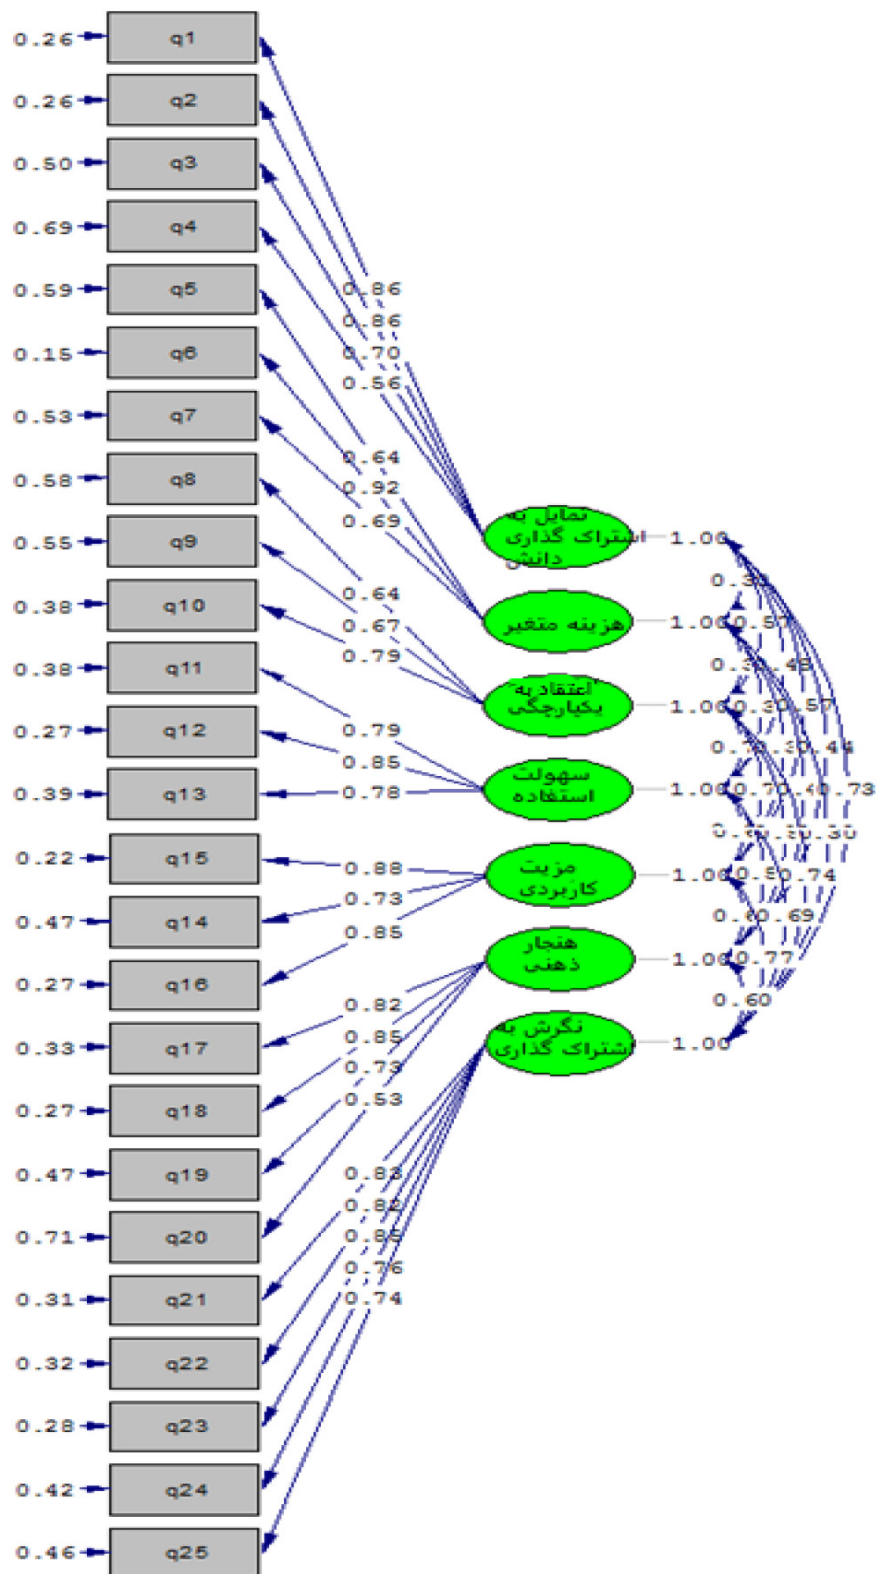 0.26 q1
0.26 q2
0.50 q3
0.69 q4
0.59 q5
0.15 q6
0.53 q7
0.58 q8
0.55 q9
0.38 q10
0.38 q11
0.27 q12
0.39 q13
0.22 q15
0.47 q14
0.27 q16
0.33 q17
0.27 q18
0.47 q19
0.71 q20
0.31 q21
0.32 q22
0.28 q23
0.42 q24
0.46 q25
0.86
0.86
0.70
0.56
0.64
0.92
0.69
0.64
0.67
0.79
0.79
0.85
0.78
0.88
0.73
0.85
0.82
0.85
0.73
0.53
0.83
0.82
0.85
0.76
0.74
تمایل به
اشتراک گذاری
دانش
هزینه متغیر
اعتقاد به
یکپارچگی
سهولت
استفاده
مزیت
کاربردی
هنجار
ذهنی
نگرش به
اشتراک گذاری
1.00
1.00
1.00
1.00
1.00
1.00
1.00
0.57
0.57
0.44
0.73
0.74
0.69
0.77
0.60